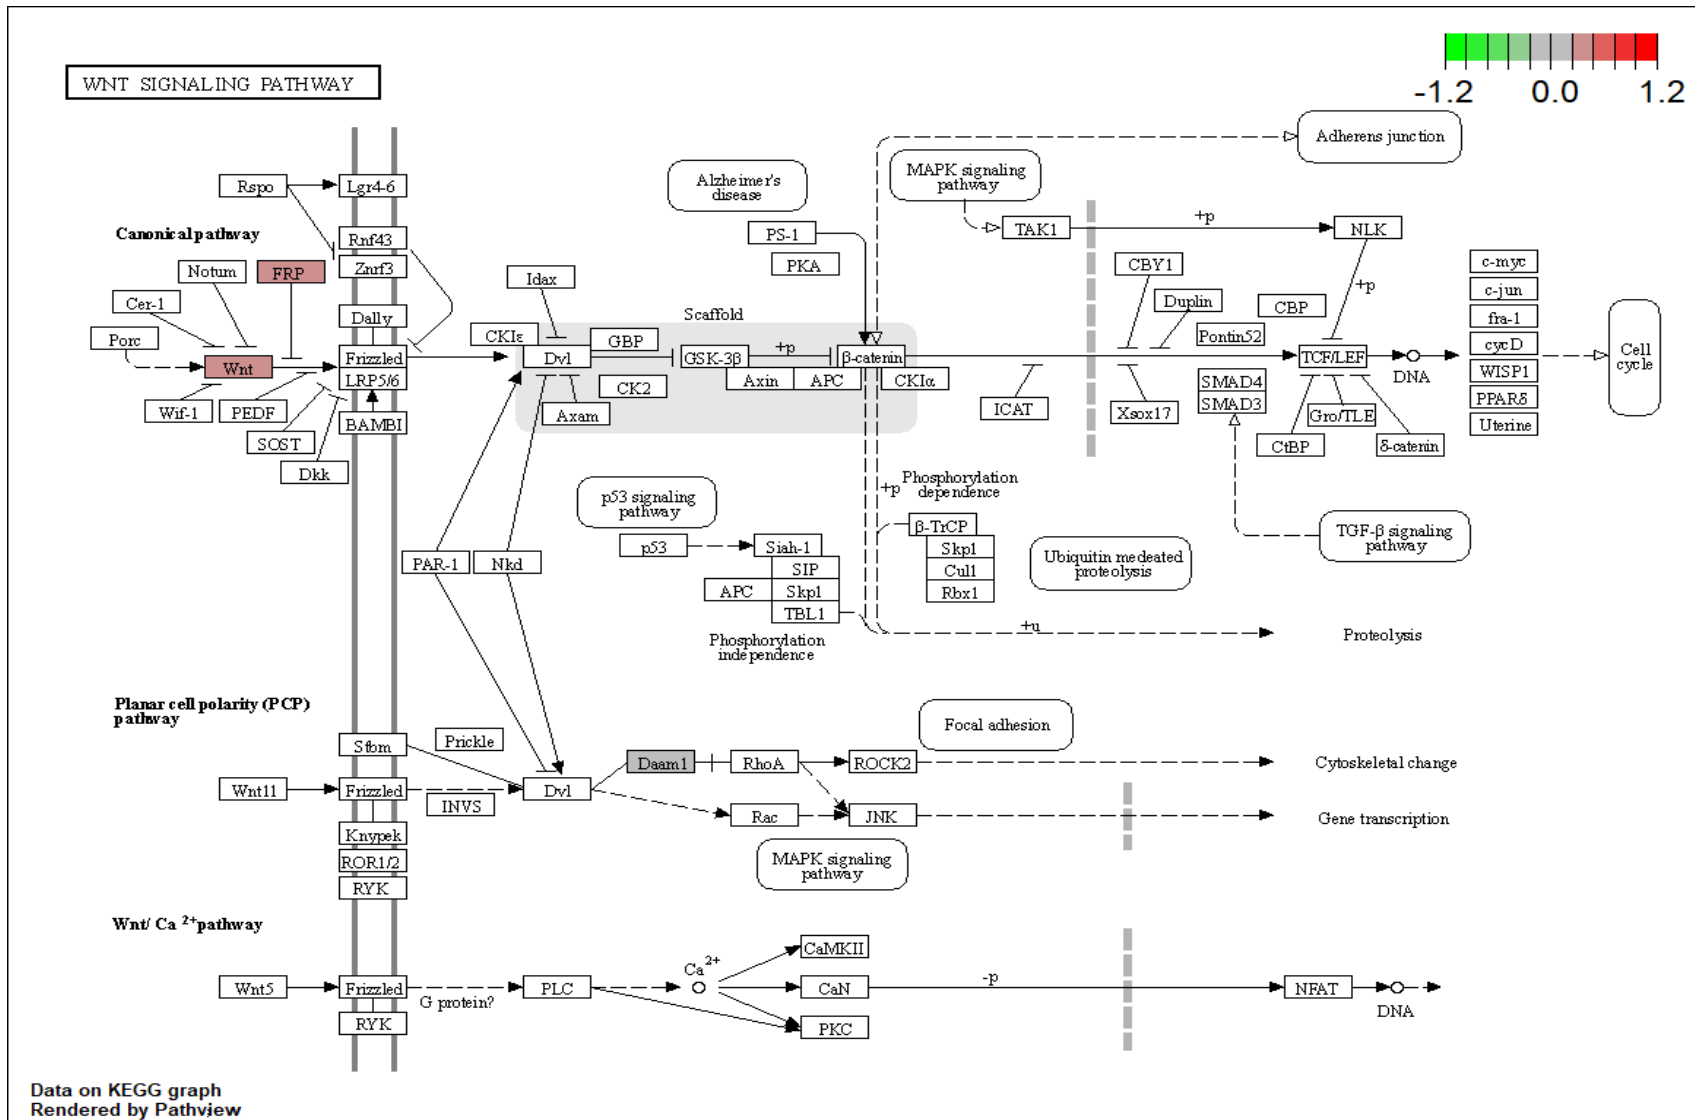 WNT SIGNALING PATHWAY
-1.2 0.0 1.2
Adherens junction
Alzheimer's
disease
MAPK signaling
pathway
Rspo
Lgr4-6
PS-1
TAK1
+p
NLK
Canonical pathway
Rnf43
Znrf3
PKA
Notum
FRP
Idax
CBY1
Duplin
CBP
+p
c-myc
c-jun
fra-1
cycD
WISP1
PPARδ
Uterine
Cell
cycle
Cer-1
Dally
Scaffold
Porc
CKIε
GBP
Pontin52
Wnt
Frizzled
LRP5/6
Dvl
GSK-3β
+p
β-catenin
TCF/LEF
DNA
Axin
APC
CKIα
CK2
SMAD4
SMAD3
Wif-1
PEDF
BAMBI
Axam
ICAT
Xsox17
Gro/TLE
SOST
CtBP
δ-catenin
Dkk
p53 signaling
pathway
+p
Phosphorylation
dependence
β-TrCP
Skp1
Cul1
Rbx1
TGF-β signaling
pathway
p53
Siah-1
SIP
APC
Skp1
TBL1
Ubiquitin medeated
proteolysis
PAR-1
Nkd
Phosphorylation
independence
+u
Proteolysis
Planar cell polarity (PCP)
pathway
Focal adhesion
Stbm
Prickle
Daam1
RhoA
ROCK2
Cytoskeletal change
Wnt11
Frizzled
INVS
Dvl
Rac
JNK
Gene transcription
Knypek
ROR1/2
RYK
MAPK signaling
pathway
Wnt/ Ca 2+ pathway
CaMKII
Ca2+
Wnt5
Frizzled
G protein?
PLC
CaN
-p
NFAT
DNA
RYK
PKC
Data on KEGG graph
Rendered by Pathview